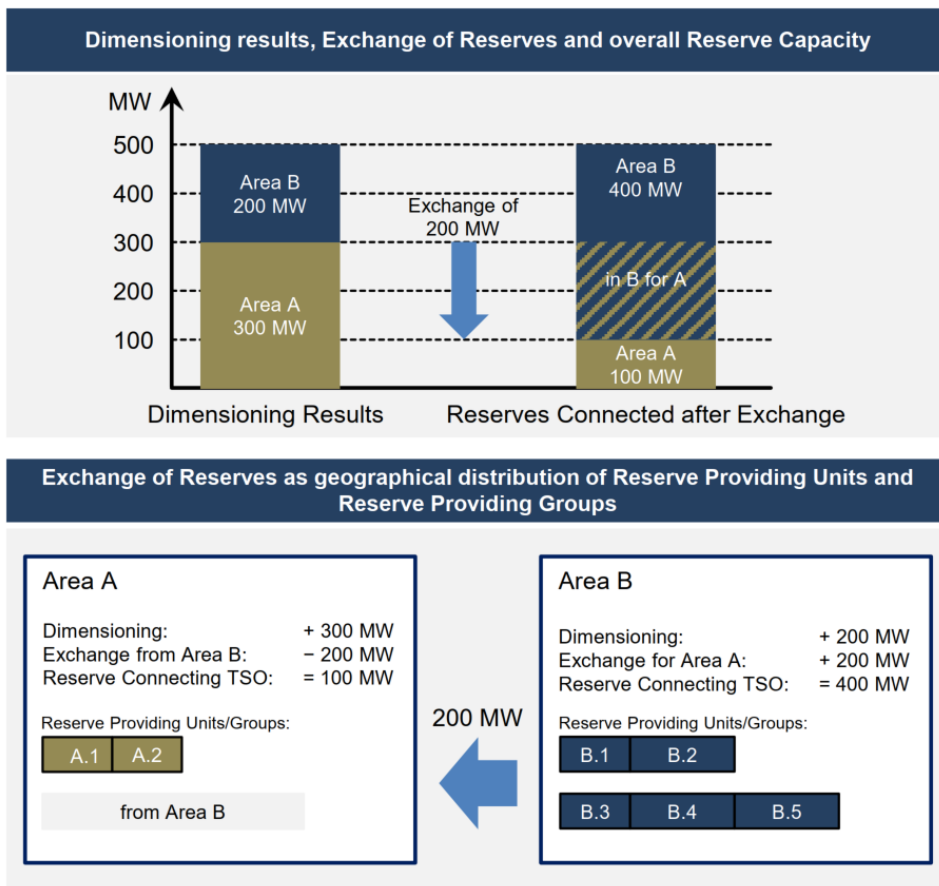 Dimensioning results, Exchange of Reserves and overall Reserve Capacity
MW
500
400
300
200
100
Area B
200 MW
Area A
300 MW
Exchange of
200 MW
Area B
400 MW
in B for A
Area A
100 MW
Dimensioning Results
Reserves Connected after Exchange
Exchange of Reserves as geographical distribution of Reserve Providing Units and
Reserve Providing Groups
Area A
Dimensioning: + 300 MW
Exchange from Area B: − 200 MW
Reserve Connecting TSO: = 100 MW
Reserve Providing Units/Groups:
A.1 A.2
from Area B
200 MW
Area B
Dimensioning: + 200 MW
Exchange for Area A: + 200 MW
Reserve Connecting TSO: = 400 MW
Reserve Providing Units/Groups:
B.1 B.2
B.3 B.4 B.5